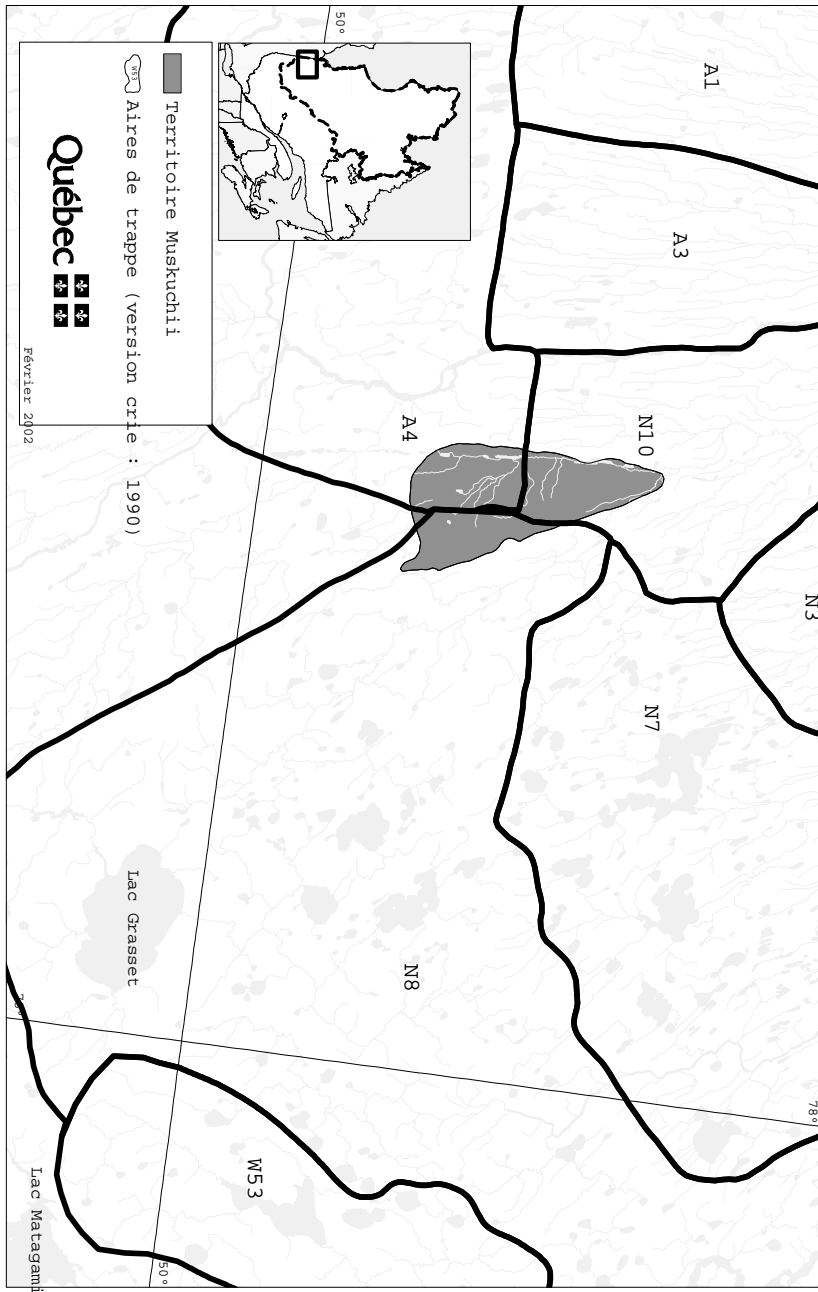 A1
A3
N10
N3
A4
N7
N8
W53
Lac Grasset
Lac Matagami
50°
50°
78°
Territoire Muskuchii
W53
Aires de trappe (version crie : 1990)
Québec
Février 2002